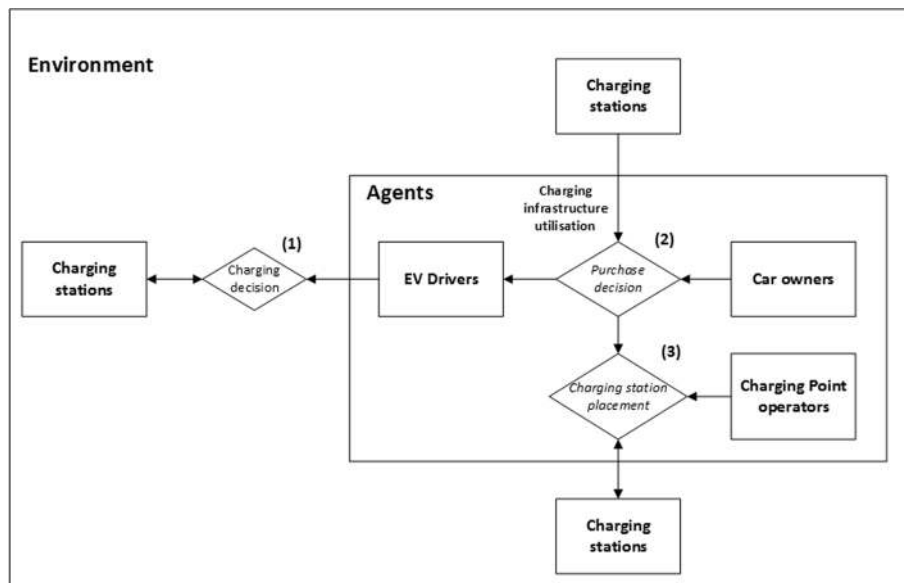 Environment
Charging
stations
Agents
Charging
infrastructure
utilisation
(1)
(2)
Charging
stations
Charging
decision
EV Drivers
Purchase
decision
Car owners
(3)
Charging station
placement
Charging Point
operators
Charging
stations